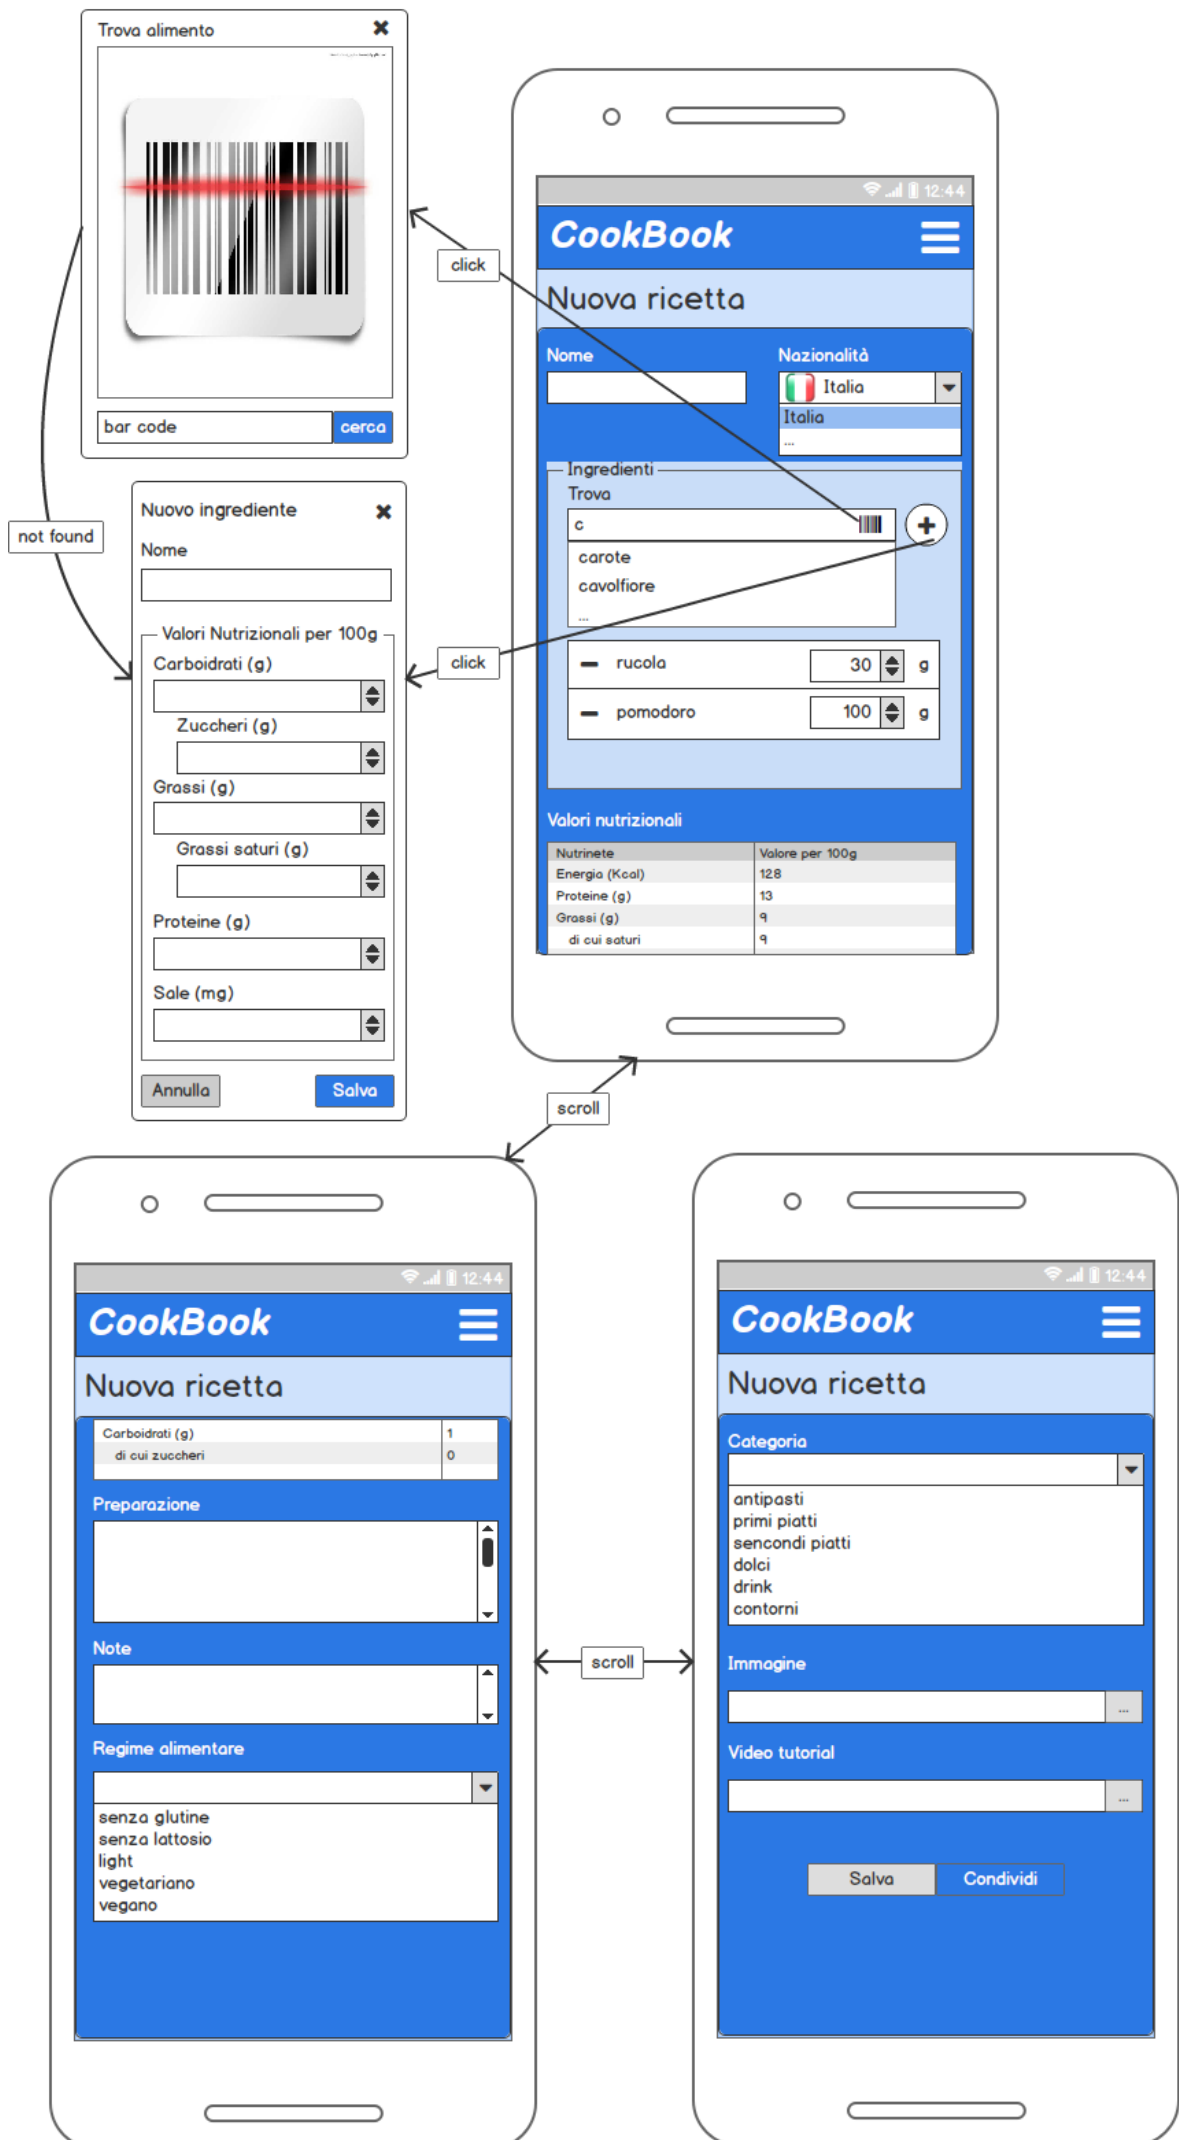 Trova alimento
bar code
cerca
click
not found
Nuovo ingrediente
Nome
Valori Nutrizionali per 100g
Carboidrati (g)
Zuccheri (g)
Grassi (g)
Grassi saturi (g)
Proteine (g)
Sale (mg)
Annulla
Salva
click
12:44
CookBook
Nuova ricetta
Nome
Nazionalità
Italia
Italia
...
Ingredienti
Trova
c
carote
cavolfiore
...
rucola 30 g
pomodoro 100 g
Valori nutrizionali
Nutrinete Valore per 100g
Energia (Kcal) 128
Proteine (g) 13
Grassi (g) 9
di cui saturi 9
scroll
12:44
CookBook
Nuova ricetta
Carboidrati (g) 1
di cui zuccheri 0
Preparazione
Note
Regime alimentare
senza glutine
senza lattosio
light
vegetariano
vegano
scroll
12:44
CookBook
Nuova ricetta
Categoria
antipasti
primi piatti
sencondi piatti
dolci
drink
contorni
Immagine
...
Video tutorial
...
Salva
Condividi